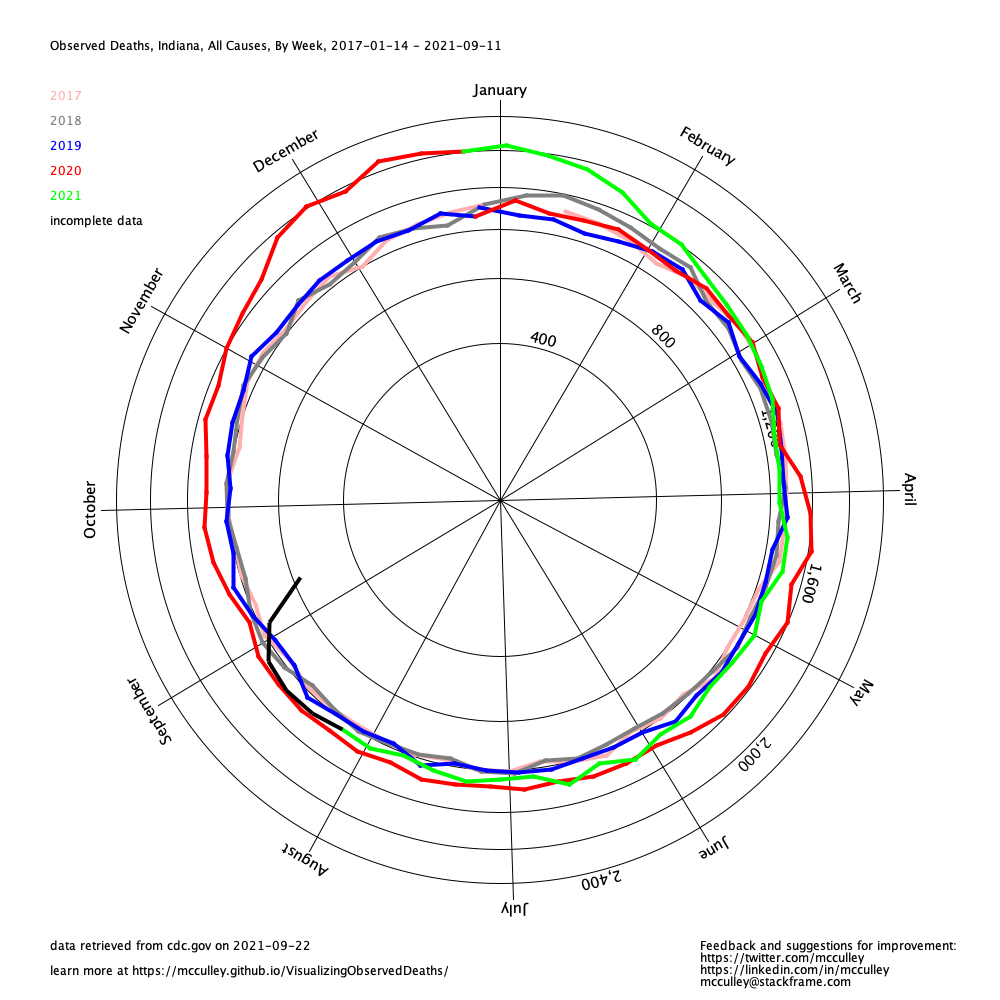 Observed Deaths, Indiana, All Causes, By Week, 2017-01-14 - 2021-09-11
2017
2018
2019
2020
2021
incomplete data
January
February
March
April
May
June
July
August
September
October
November
December
400
800
1,200
1,600
2,000
2,400
data retrieved from cdc.gov on 2021-09-22
learn more at https://mcculley.github.io/VisualizingObservedDeaths/
Feedback and suggestions for improvement:
https://twitter.com/mcculley
https://linkedin.com/in/mcculley
mcculley@stackframe.com